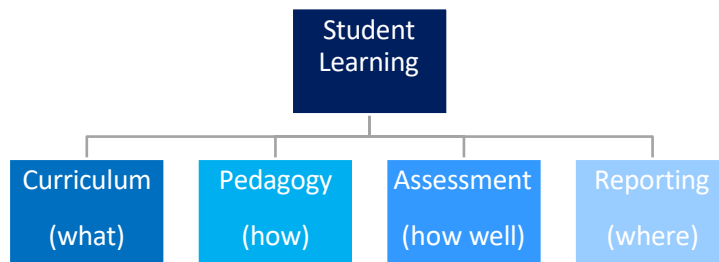 Student
Learning
Curriculum
(what)
Pedagogy
(how)
Assessment
(how well)
Reporting
(where)